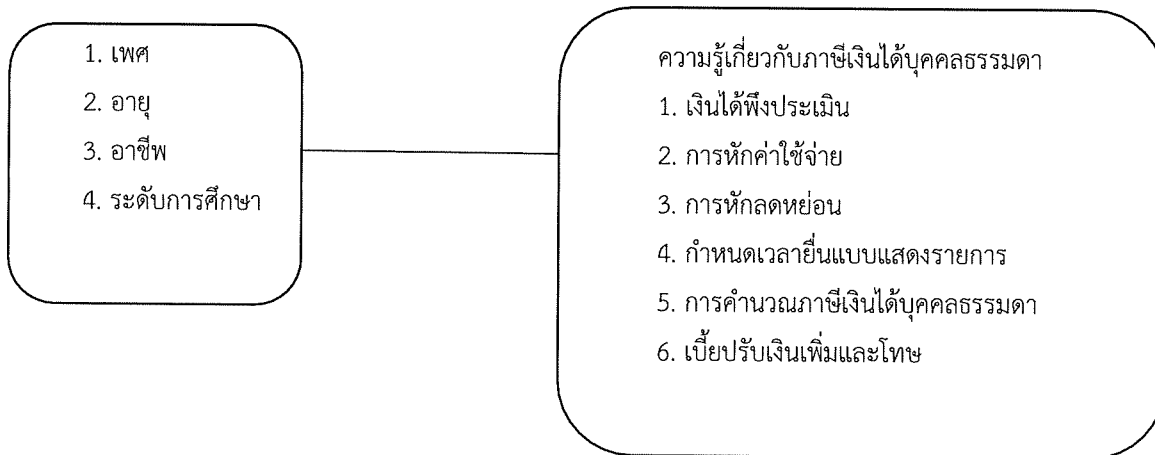 1. เพศ
2. อายุ
3. อาชีพ
4. ระดับการศึกษา
ความรู้เกี่ยวกับภาษีเงินได้บุคคลธรรมดา
1. เงินได้พึงประเมิน
2. การหักค่าใช้จ่าย
3. การหักลดหย่อน
4. กำหนดเวลายื่นแบบแสดงรายการ
5. การคำนวณภาษีเงินได้บุคคลธรรมดา
6. เบี้ยปรับเงินเพิ่มและโทษ